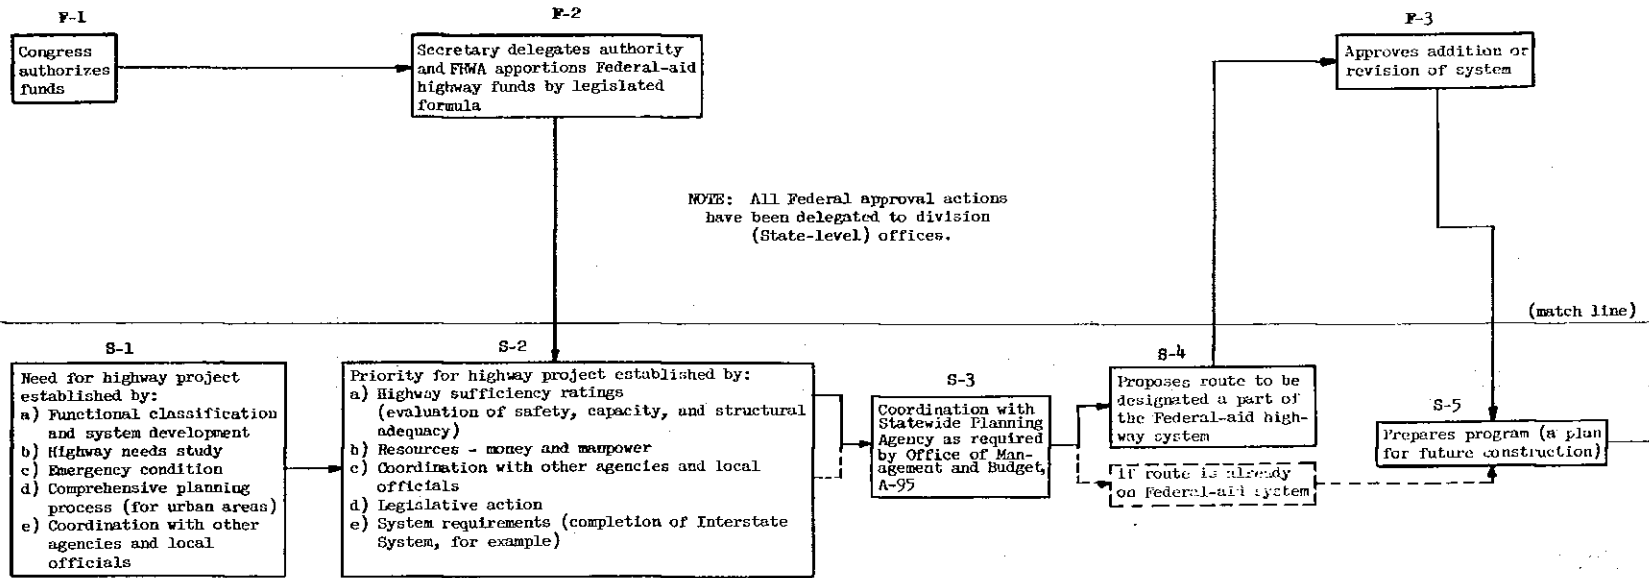 F-1
Congress
authorizes
funds
F-2
Secretary delegates authority
and FHWA apportions Federal-aid
highway funds by legislated
formula
F-3
Approves addition or
revision of system
NOTE: All Federal approval actions
have been delegated to division
(State-level) offices.
(match line)
S-1
Need for highway project
established by:
a) Functional classification
and system development
b) Highway needs study
c) Emergency condition
d) Comprehensive planning
process (for urban areas)
e) Coordination with other
agencies and local
officials
S-2
Priority for highway project established by:
a) Highway sufficiency ratings
(evaluation of safety, capacity, and structural
adequacy)
b) Resources - money and manpower
c) Coordination with other agencies and local
officials
d) Legislative action
e) System requirements (completion of Interstate
System, for example)
S-3
Coordination with
Statewide Planning
Agency as required
by Office of Man-
agement and Budget,
A-95
S-4
Proposes route to be
designated a part of
the Federal-aid high-
way system
if route is already
on Federal-aid system
S-5
Prepares program (a plan
for future construction)